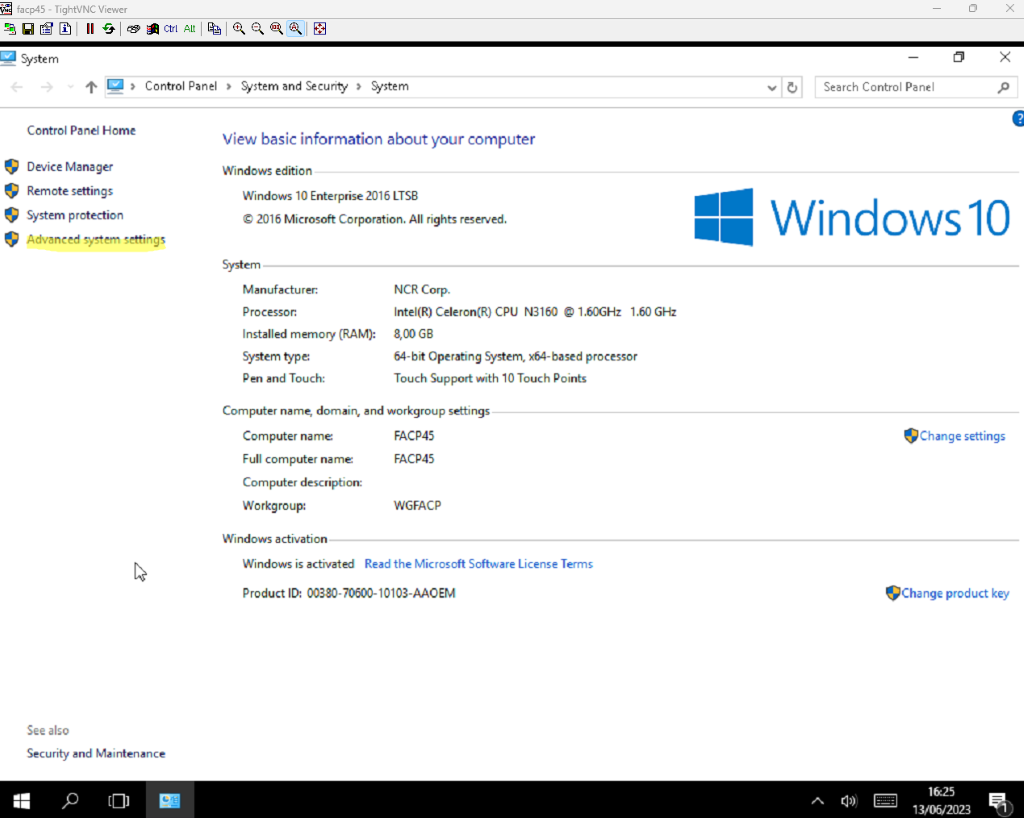 facp45 - TightVNC Viewer
Ctrl Alt
System
Control Panel > System and Security > System
Search Control Panel
Control Panel Home
Device Manager
Remote settings
System protection
Advanced system settings
View basic information about your computer
Windows edition
Windows 10 Enterprise 2016 LTSB
© 2016 Microsoft Corporation. All rights reserved.
Windows 10
System
Manufacturer: NCR Corp.
Processor: Intel(R) Celeron(R) CPU N3160 @ 1.60GHz 1.60 GHz
Installed memory (RAM): 8,00 GB
System type: 64-bit Operating System, x64-based processor
Pen and Touch: Touch Support with 10 Touch Points
Computer name, domain, and workgroup settings
Computer name: FACP45
Change settings
Full computer name: FACP45
Computer description:
Workgroup: WGFACP
Windows activation
Windows is activated Read the Microsoft Software License Terms
Product ID: 00380-70600-10103-AAOEM
Change product key
See also
Security and Maintenance
16:25
13/06/2023
1